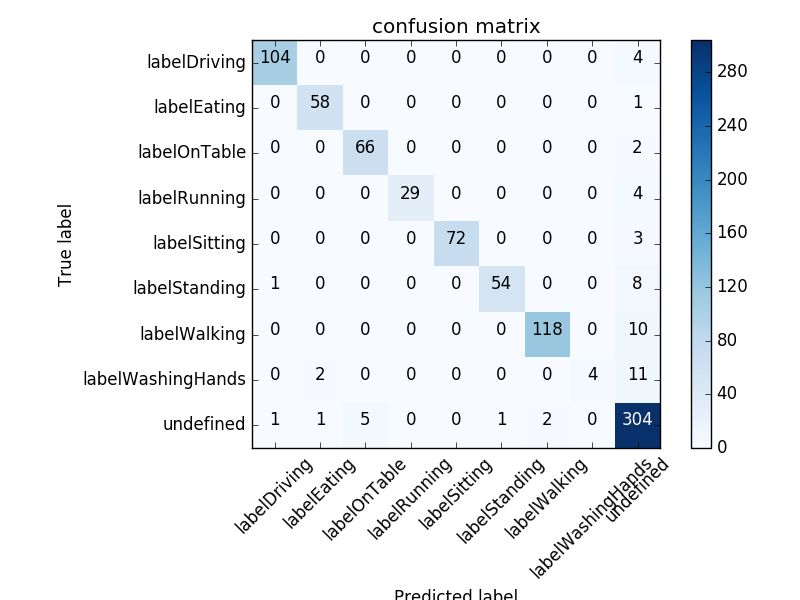 confusion matrix
labelDriving 104 0 0 0 0 0 0 0 4
labelEating 0 58 0 0 0 0 0 0 1
labelOnTable 0 0 66 0 0 0 0 0 2
labelRunning 0 0 0 29 0 0 0 0 4
labelSitting 0 0 0 0 72 0 0 0 3
labelStanding 1 0 0 0 0 54 0 0 8
labelWalking 0 0 0 0 0 0 118 0 10
labelWashingHands 0 2 0 0 0 0 0 4 11
undefined 1 1 5 0 0 1 2 0 304
True label
labelDriving
labelEating
labelOnTable
labelRunning
labelSitting
labelStanding
labelWalking
labelWashingHands
undefined
Predicted label
280
240
200
160
120
80
40
0